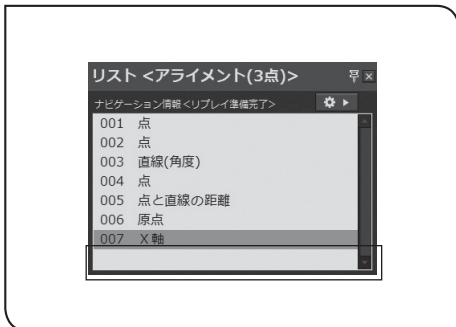 リスト <アライメント(3点)>
ナビゲーション情報<リプレイ準備完了>
001 点
002 点
003 直線(角度)
004 点
005 点と直線の距離
006 原点
007 X軸